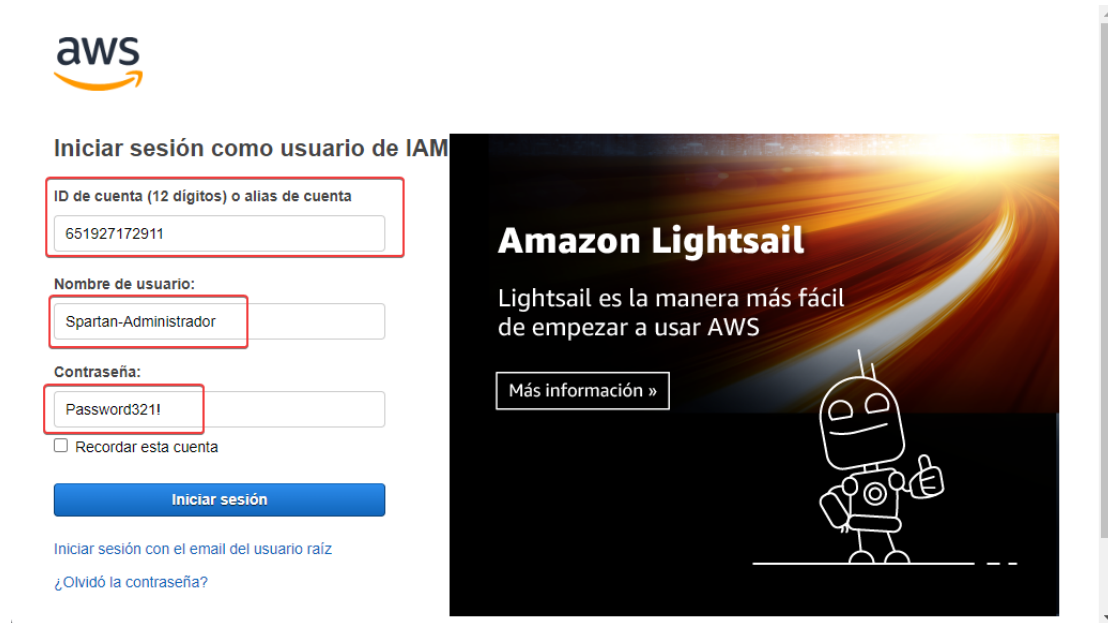 aws
Iniciar sesión como usuario de IAM
ID de cuenta (12 dígitos) o alias de cuenta
651927172911
Nombre de usuario:
Spartan-Administrador
Contraseña:
Password321!
Recordar esta cuenta
Iniciar sesión
Iniciar sesión con el email del usuario raíz
¿Olvidó la contraseña?
Amazon Lightsail
Lightsail es la manera más fácil
de empezar a usar AWS
Más información »